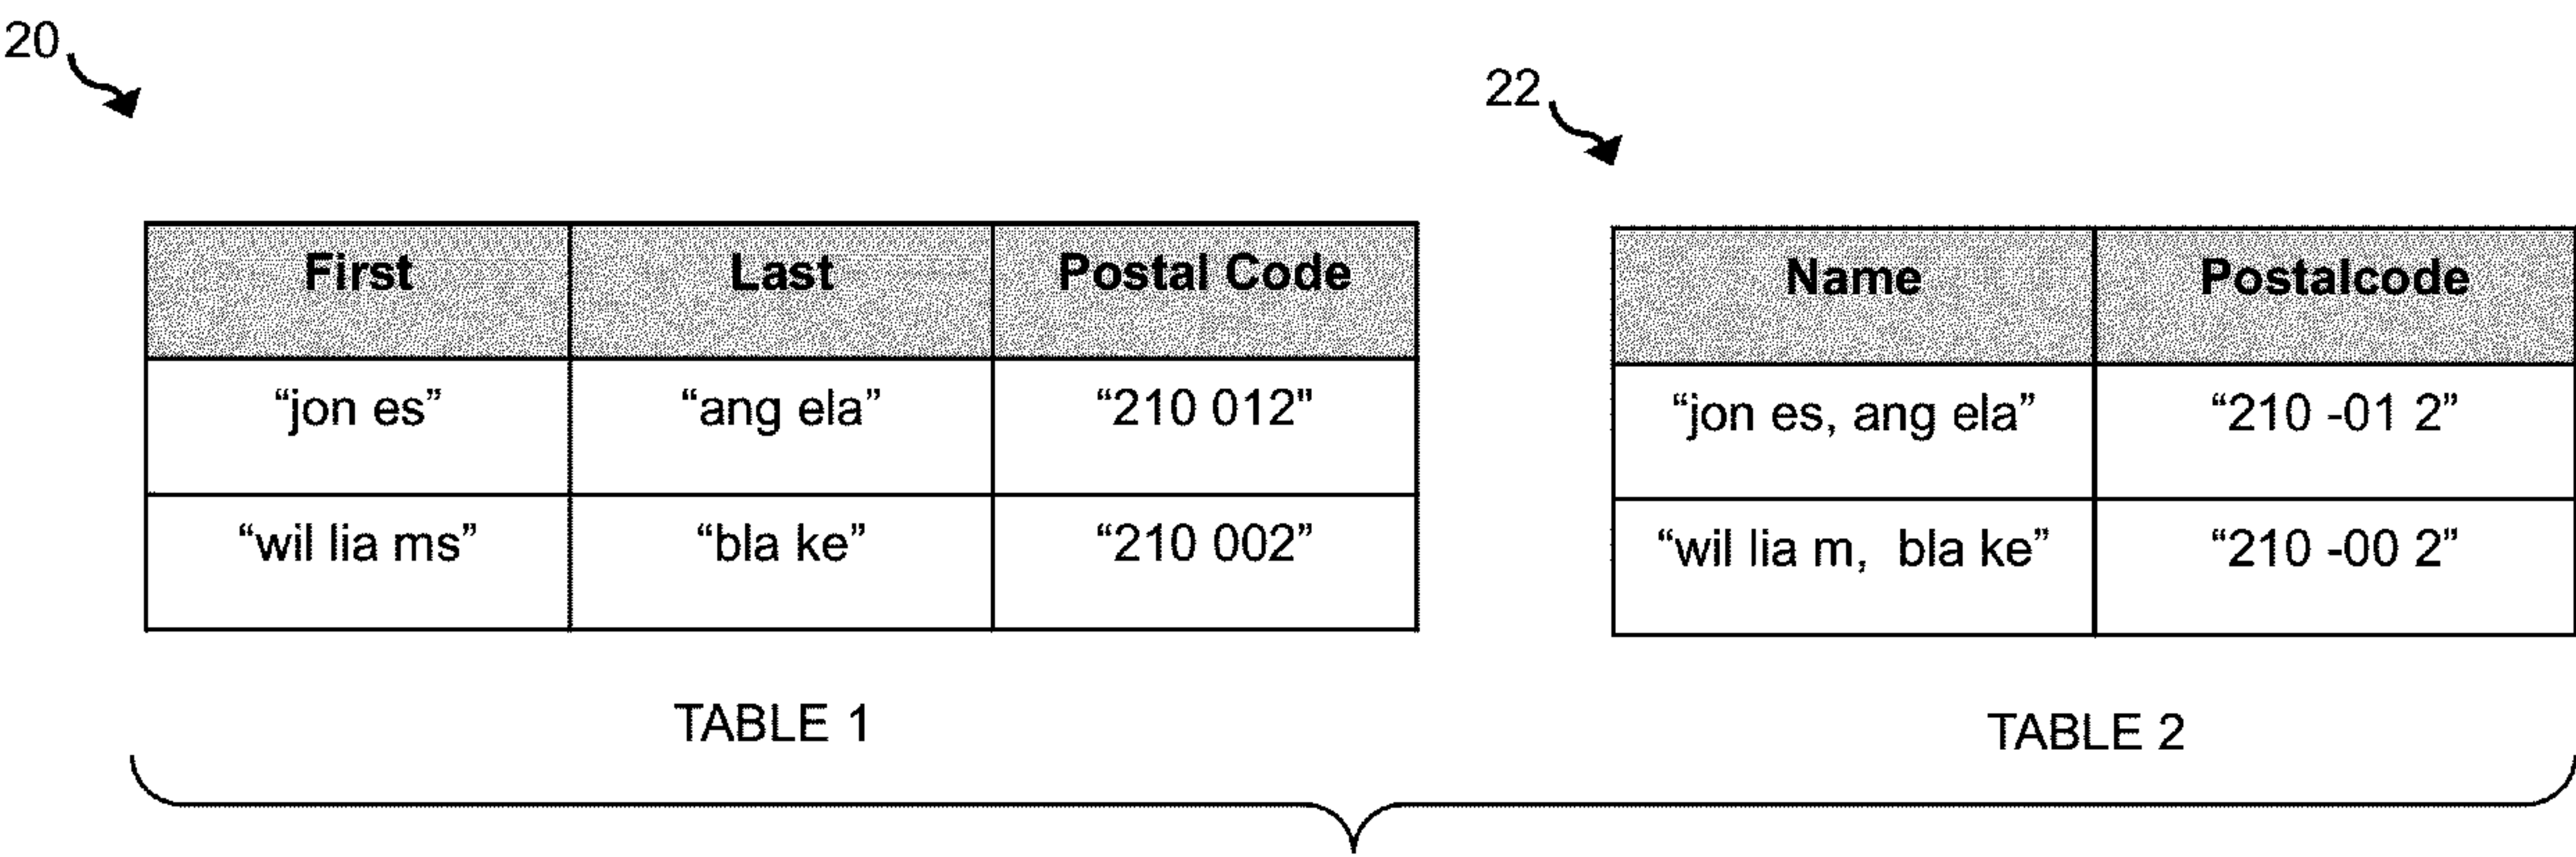 20
22
First Last Postal Code
“jon es” “ang ela” “210 012”
“wil lia ms” “bla ke” “210 002”
TABLE 1
Name Postalcode
“jon es, ang ela” “210 -01 2”
“wil lia m,  bla ke” “210 -00 2”
TABLE 2